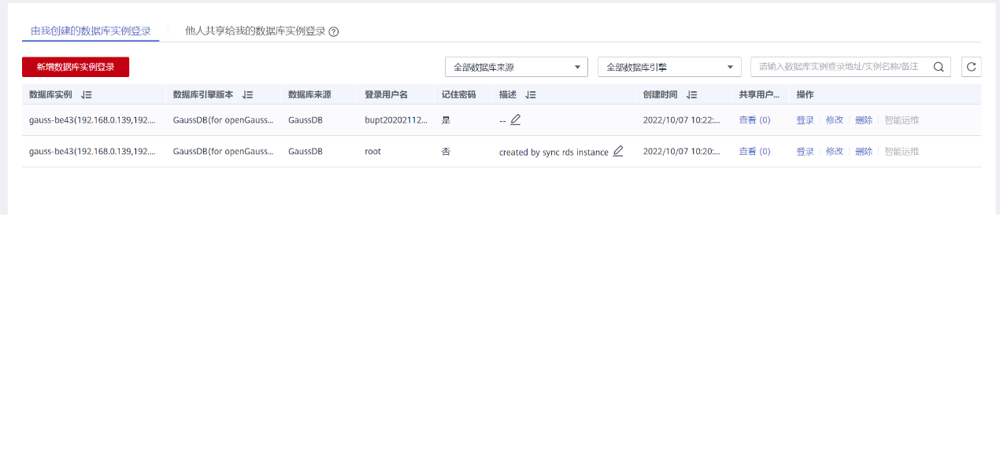 由我创建的数据库实例登录 他人共享给我的数据库实例登录 ?
新增数据库实例登录 全部数据库来源 全部数据库引擎 请输入数据库实例登录地址/实例名称/备注
数据库实例 数据库引擎版本 数据库来源 登录用户名 记住密码 描述 创建时间 共享用户... 操作
gauss-be43(192.168.0.139,192.... GaussDB(for openGauss... GaussDB bupt20202112... 是 -- 2022/10/07 10:22:... 查看 (0) 登录 修改 删除 智能运维
gauss-be43(192.168.0.139,192.... GaussDB(for openGauss... GaussDB root 否 created by sync rds instance 2022/10/07 10:20:... 查看 (0) 登录 修改 删除 智能运维